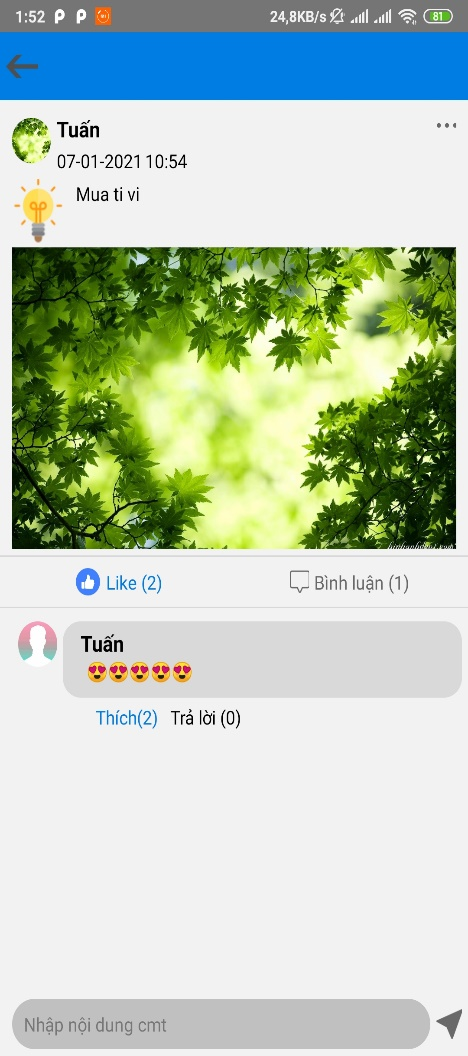 1:52
24,8KB/s
81
Tuấn
07-01-2021 10:54
Mua ti vi
Like (2)
Bình luận (1)
Tuấn
Thích(2) Trả lời (0)
Nhập nội dung cmt